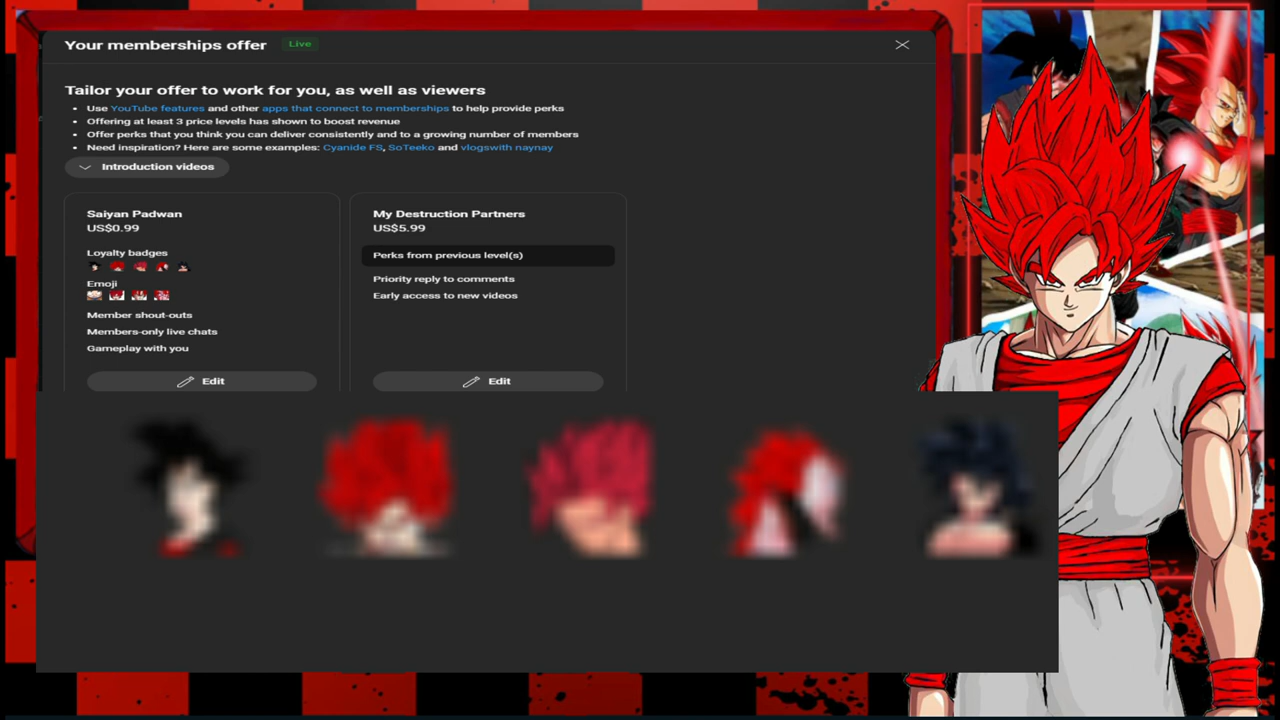 Your memberships offer Live
Tailor your offer to work for you, as well as viewers
Use YouTube features and other apps that connect to memberships to help provide perks
Offering at least 3 price levels has shown to boost revenue
Offer perks that you think you can deliver consistently and to a growing number of members
Need inspiration? Here are some examples: Cyanide FS, SoTeeko and vlogswith naynay
Introduction videos
Saiyan Padwan
US$0.99
Loyalty badges
Emoji
Member shout-outs
Members-only live chats
Gameplay with you
Edit
My Destruction Partners
US$5.99
Perks from previous level(s)
Priority reply to comments
Early access to new videos
Edit